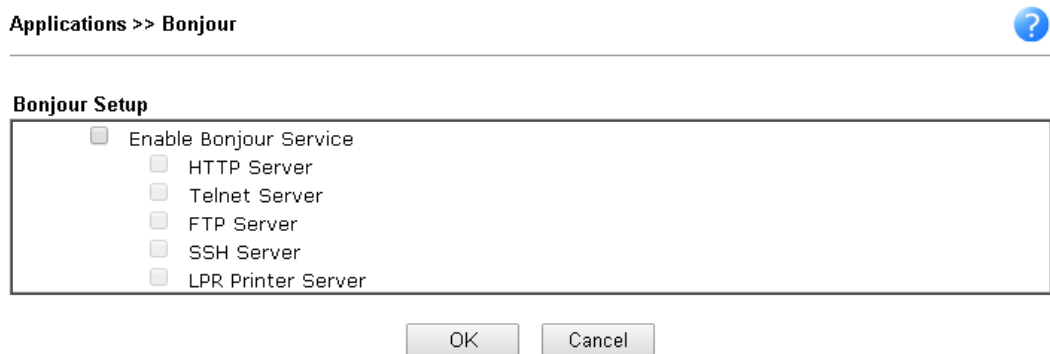 Applications >> Bonjour
?
Bonjour Setup
Enable Bonjour Service
HTTP Server
Telnet Server
FTP Server
SSH Server
LPR Printer Server
OK Cancel